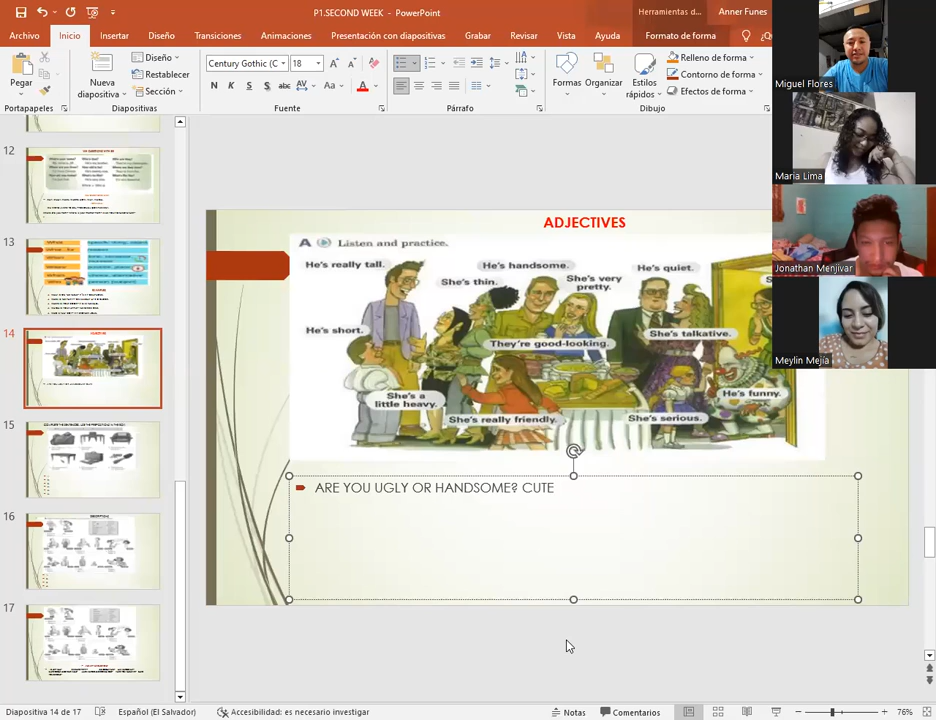 P1.SECOND WEEK - PowerPoint
Herramientas d...
Anner Funes
Archivo Inicio Insertar Diseño Transiciones Animaciones Presentación con diapositivas Grabar Revisar Vista Ayuda Formato de forma
Pegar
Portapapeles
Nueva diapositiva
Diseño
Restablecer
Sección
Diapositivas
Century Gothic (C 18
N K S abc AV Aa A
Fuente
Párrafo
Formas
Organizar
Estilos rápidos
Relleno de forma
Contorno de forma
Efectos de forma
Dibujo
Miguel Flores
Maria Lima
Jonathan Menjivar
Meylin Mejía
12
13
14
15
16
17
ADJECTIVES
A Listen and practice.
He's really tall.
He's handsome.
She's thin.
She's very pretty.
He's quiet.
He's short.
They're good-looking.
She's talkative.
She's a little heavy.
She's really friendly.
She's serious.
He's funny.
ARE YOU UGLY OR HANDSOME? CUTE
Diapositiva 14 de 17 Español (El Salvador) Accesibilidad: es necesario investigar Notas Comentarios 76%